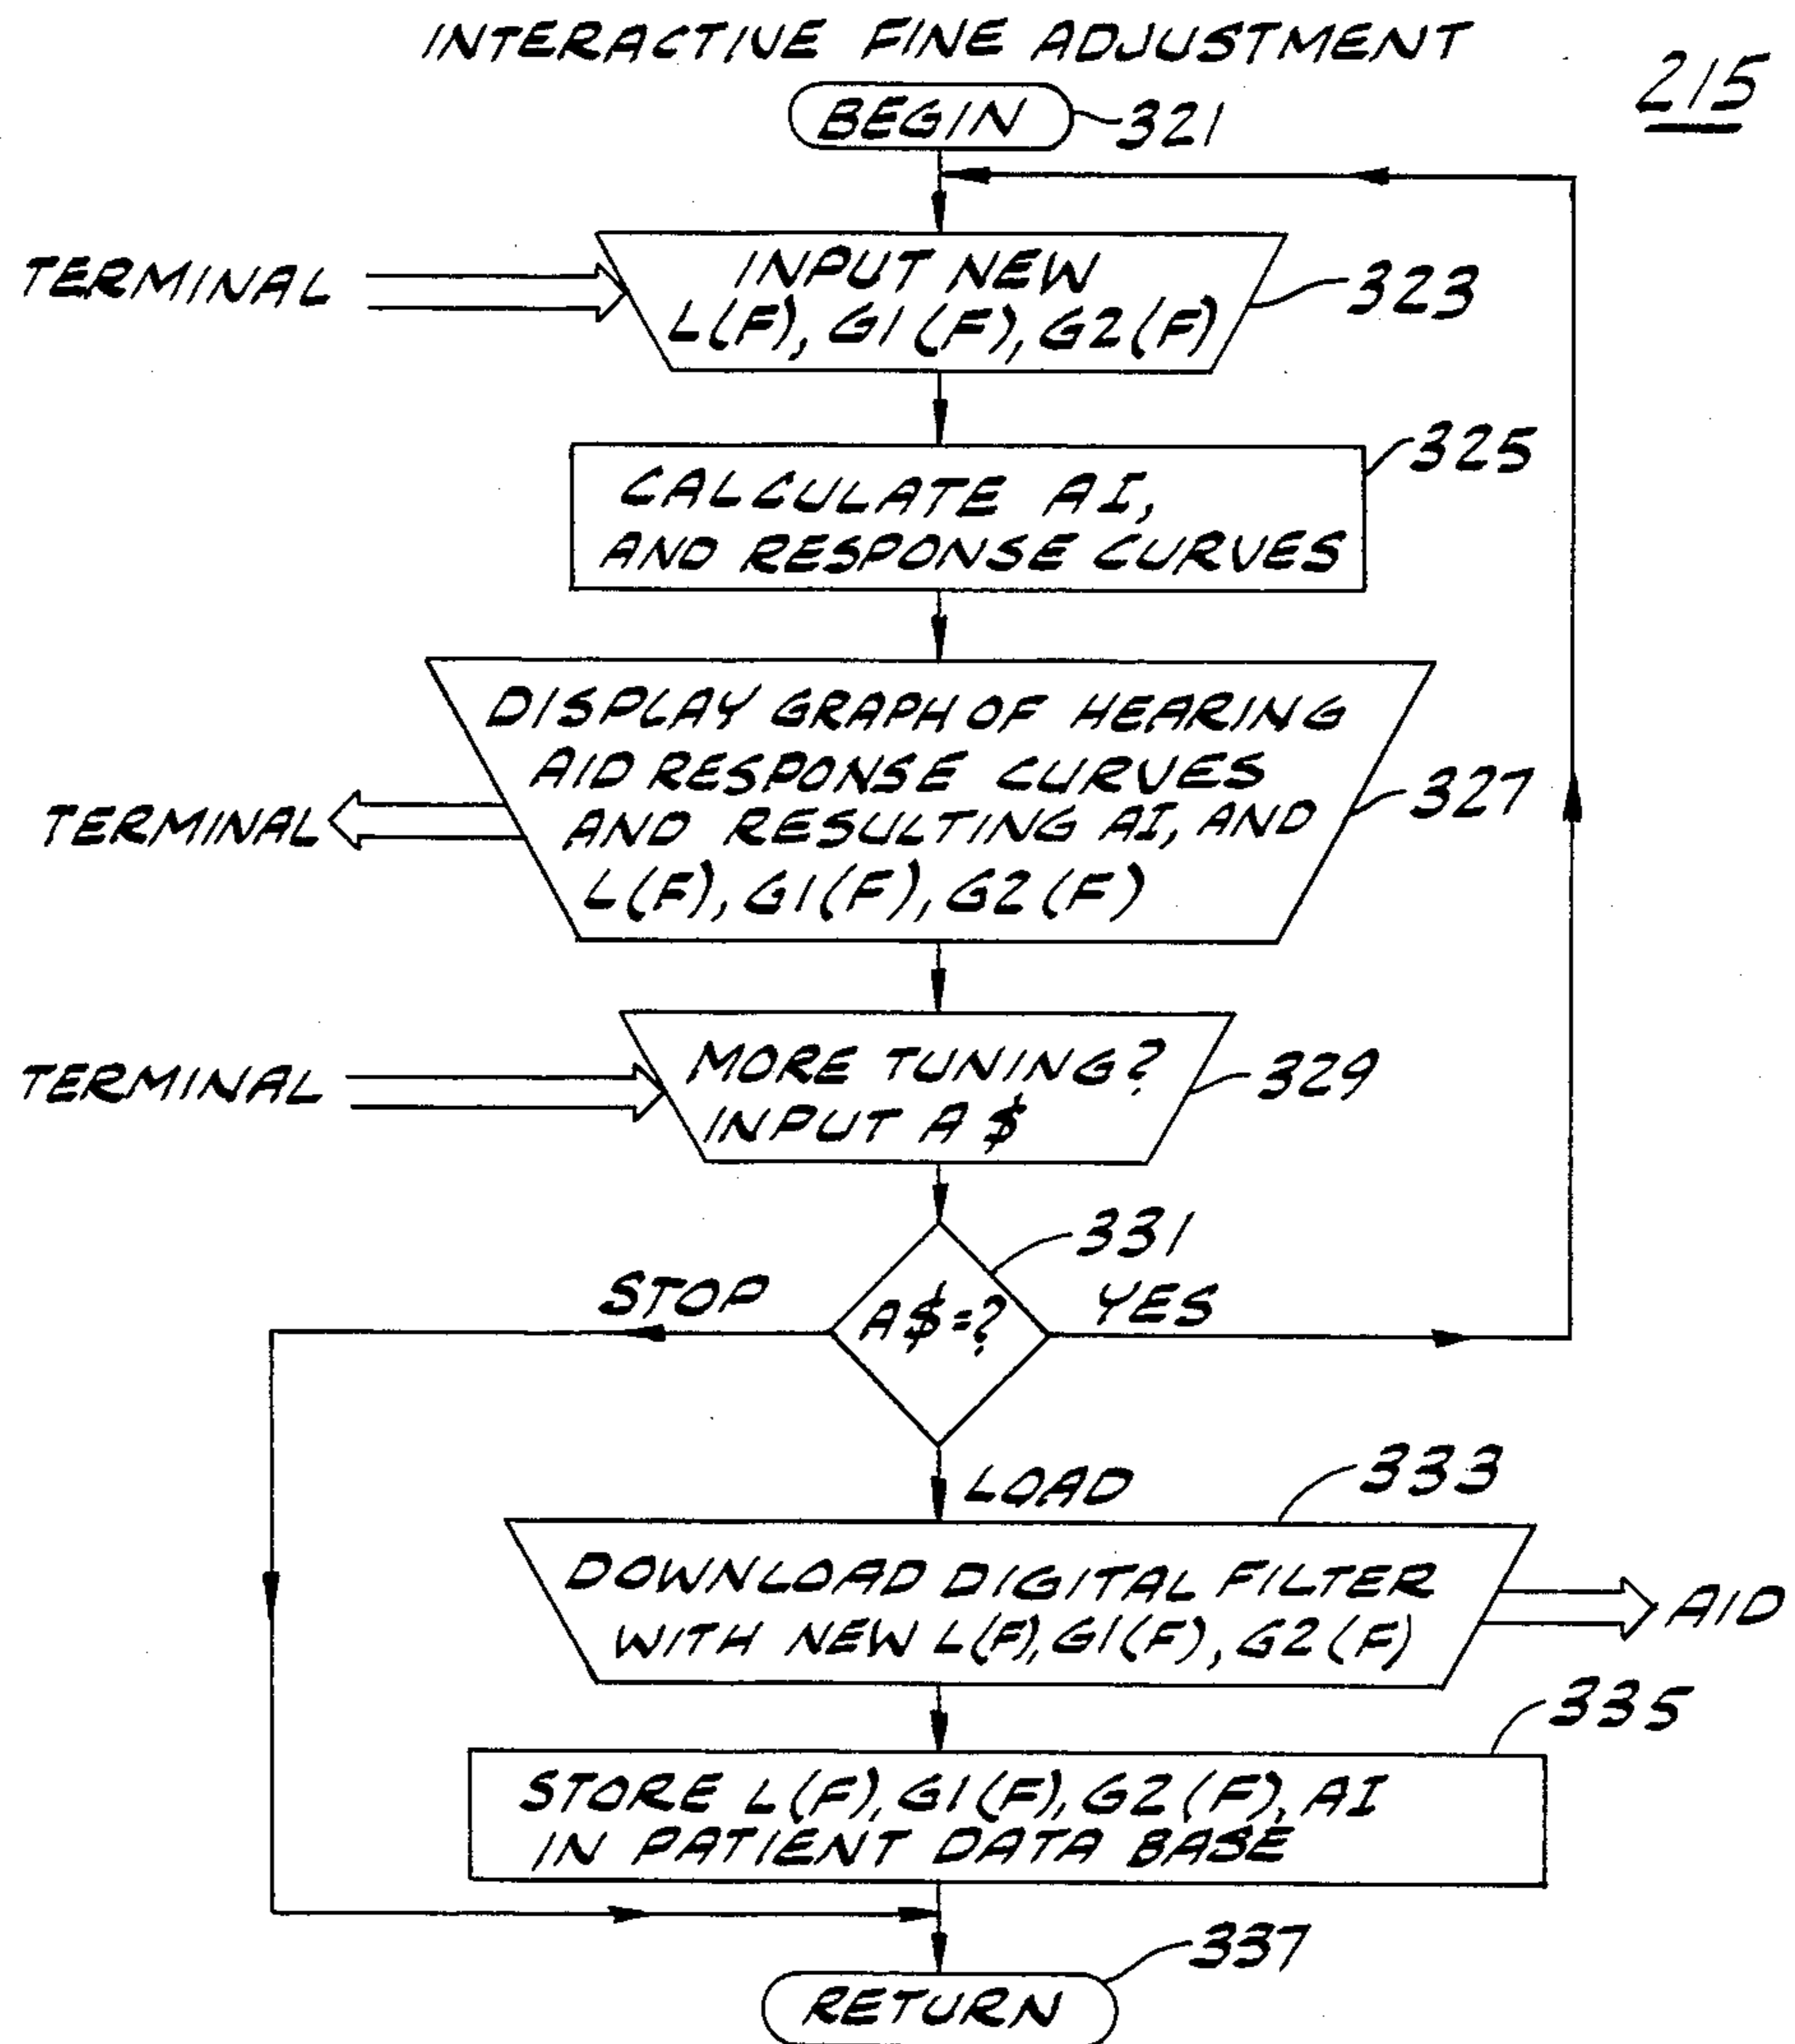 INTERACTIVE FINE ADJUSTMENT
215
BEGIN
321
TERMINAL
INPUT NEW
L(F), G1(F), G2(F)
323
325
CALCULATE AI,
AND RESPONSE CURVES
DISPLAY GRAPH OF HEARING
AID RESPONSE CURVES
AND RESULTING AI, AND
L(F), G1(F), G2(F)
327
TERMINAL
TERMINAL
MORE TUNING?
INPUT A$
329
331
STOP
A$=?
YES
LOAD
333
DOWNLOAD DIGITAL FILTER
WITH NEW L(F), G1(F), G2(F)
AID
335
STORE L(F), G1(F), G2(F), AI
IN PATIENT DATA BASE
337
RETURN